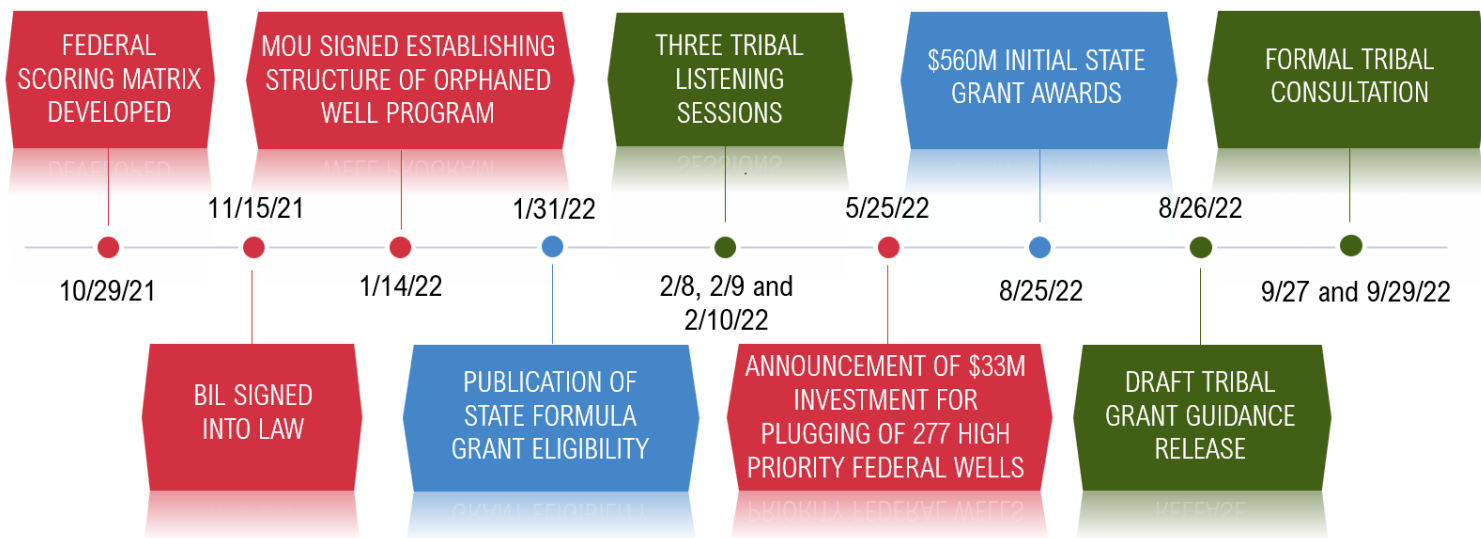 FEDERAL
SCORING MATRIX
DEVELOPED
10/29/21
11/15/21
BIL SIGNED
INTO LAW
MOU SIGNED ESTABLISHING
STRUCTURE OF ORPHANED
WELL PROGRAM
1/14/22
1/31/22
PUBLICATION OF
STATE FORMULA
GRANT ELIGIBILITY
THREE TRIBAL
LISTENING
SESSIONS
2/8, 2/9 and
2/10/22
5/25/22
ANNOUNCEMENT OF $33M
INVESTMENT FOR
PLUGGING OF 277 HIGH
PRIORITY FEDERAL WELLS
$560M INITIAL STATE
GRANT AWARDS
8/25/22
8/26/22
DRAFT TRIBAL
GRANT GUIDANCE
RELEASE
FORMAL TRIBAL
CONSULTATION
9/27 and 9/29/22